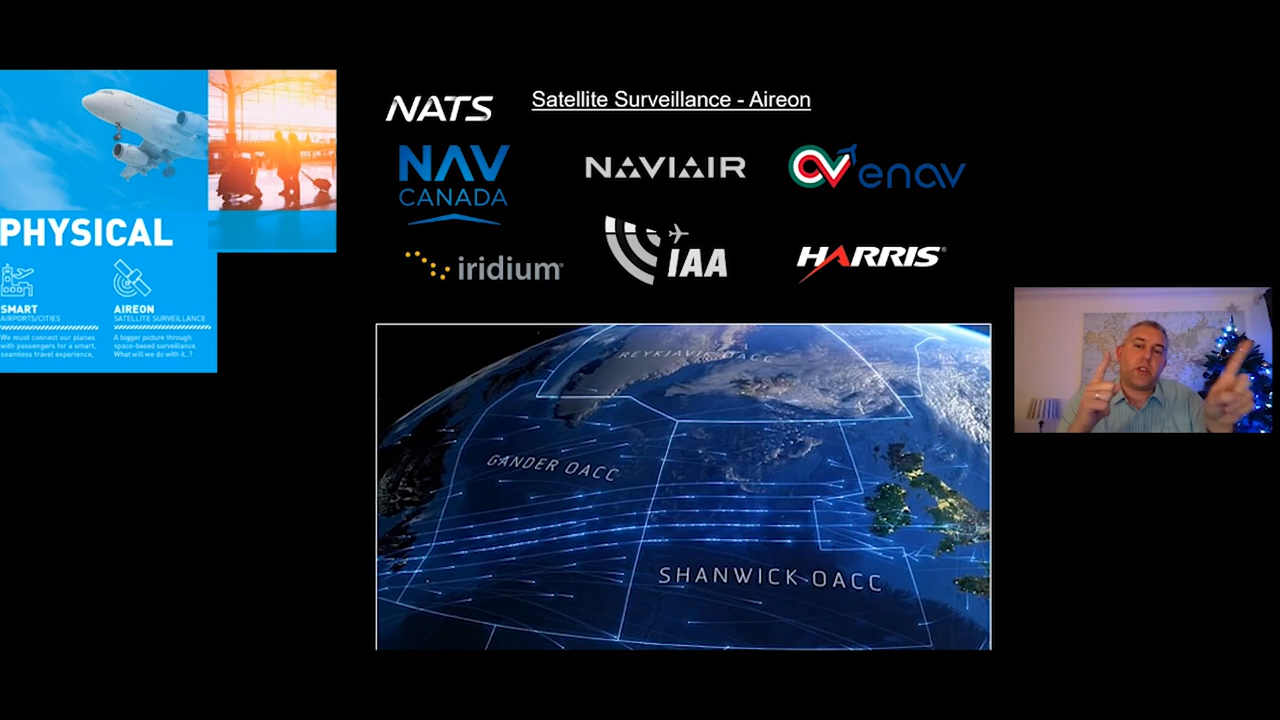 PHYSICAL
SMART
AIRPORTS/CITIES
We must connect our planes
with passengers for a smart,
seamless travel experience,
AIREON
SATELLITE SURVEILLANCE
A bigger picture through
space-based surveillance.
What will we do with it...?
NATS
Satellite Surveillance - Aireon
NAV
CANADA
NAVIAIR
enav
iridium
IAA
HARRIS®
REYKJAVIK OACC
GANDER OACC
SHANWICK OACC